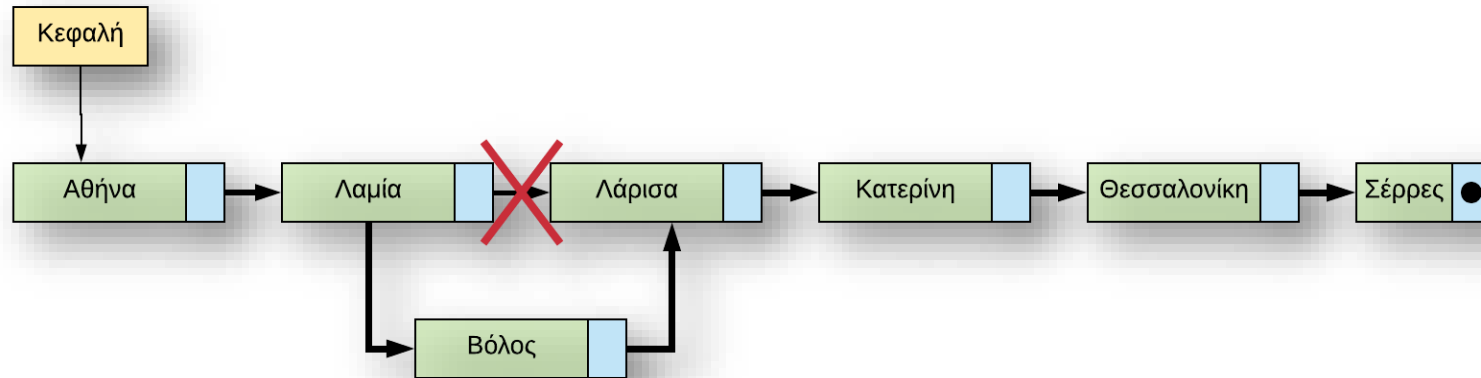 Κεφαλή
Αθήνα
Λαμία
Λάρισα
Κατερίνη
Θεσσαλονίκη
Σέρρες
Βόλος